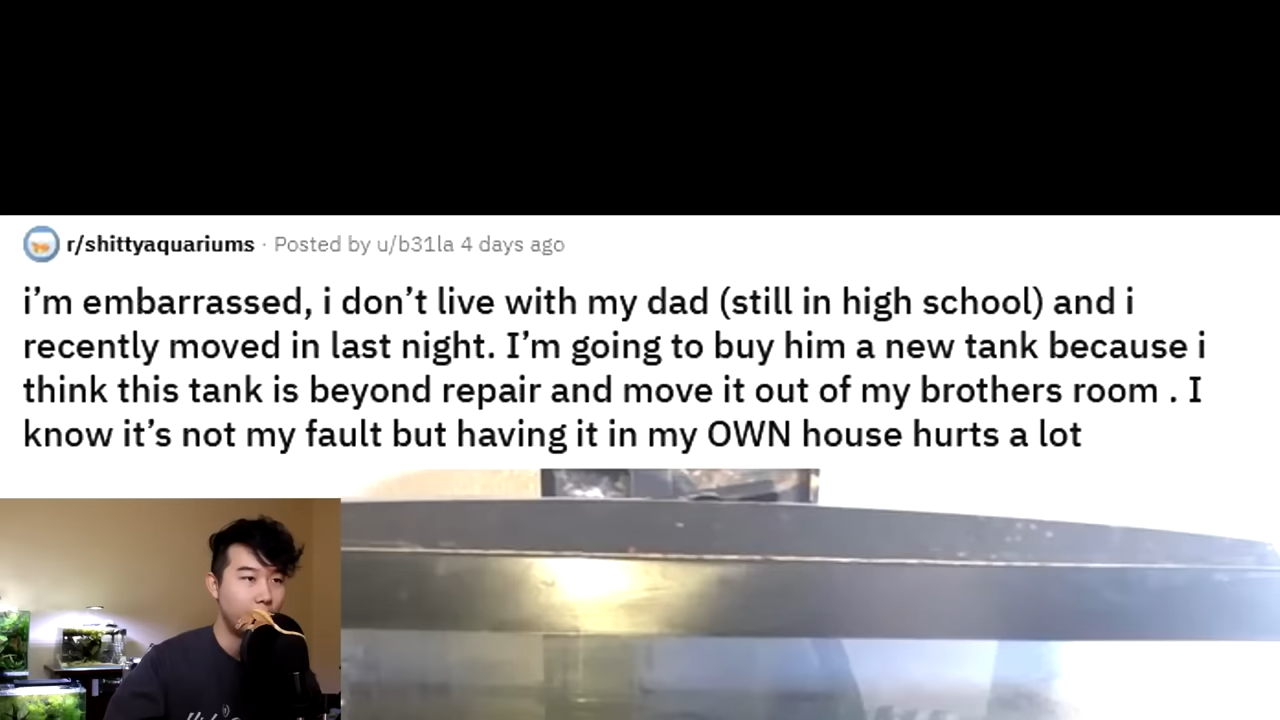 r/shittyaquariums · Posted by u/b31la 4 days ago
i’m embarrassed, i don’t live with my dad (still in high school) and i
recently moved in last night. I’m going to buy him a new tank because i
think this tank is beyond repair and move it out of my brothers room . I
know it’s not my fault but having it in my OWN house hurts a lot